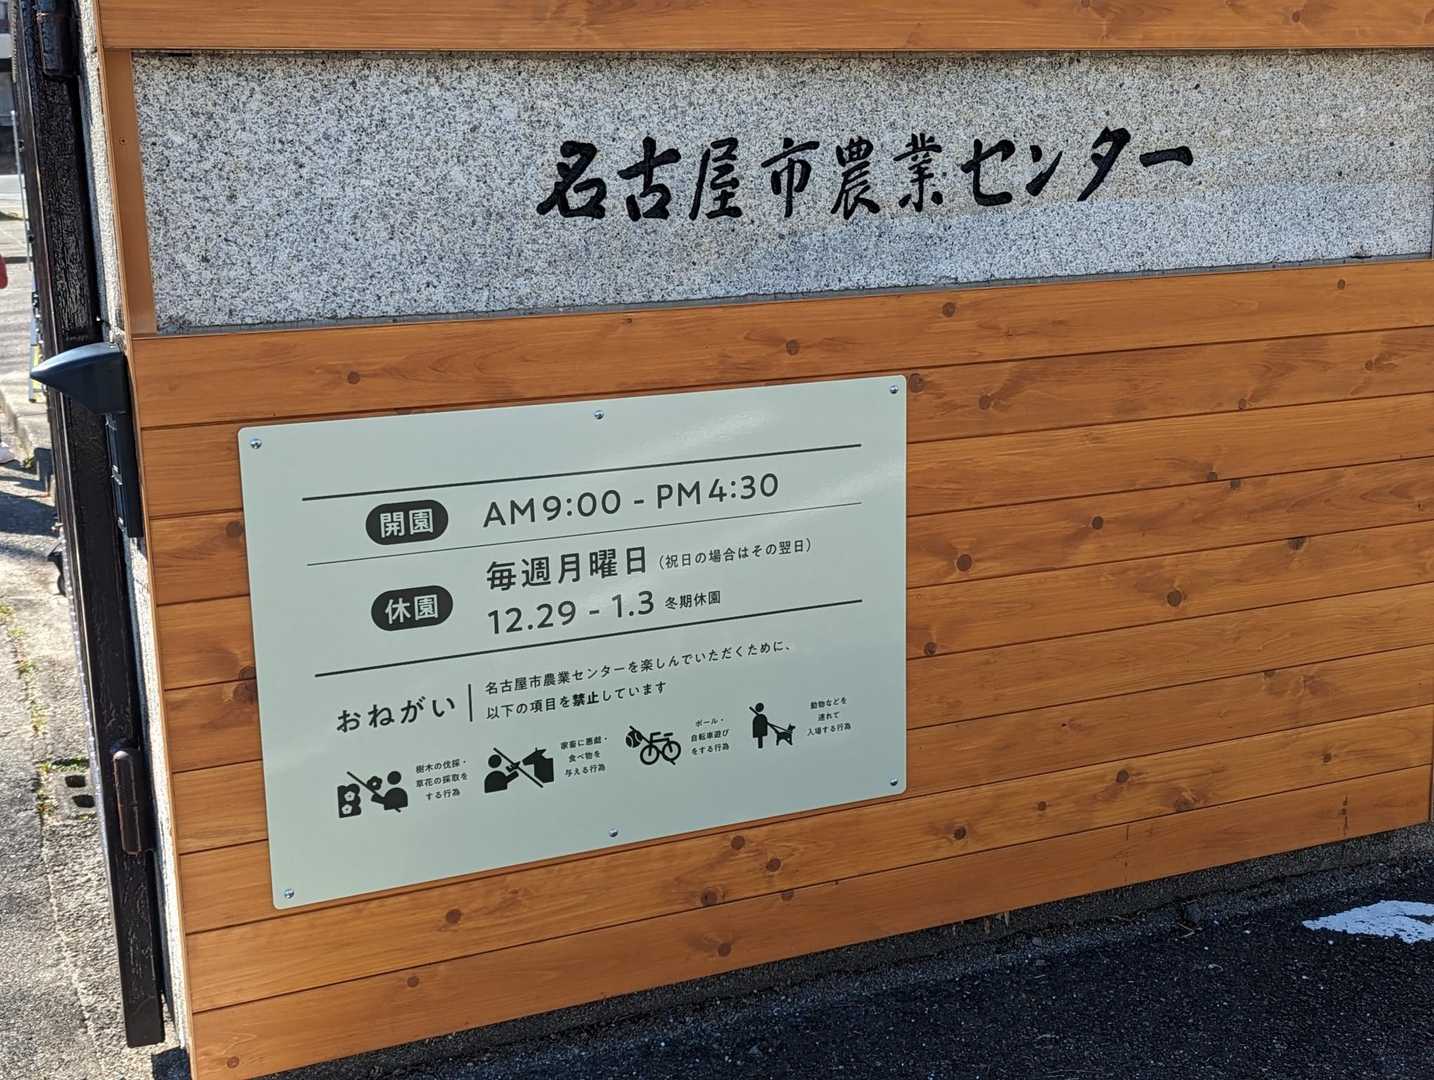 名古屋市農業センター
開園 AM9:00 - PM4:30
休園 毎週月曜日(祝日の場合はその翌日)
12.29 - 1.3 冬期休園
おねがい
名古屋市農業センターを楽しんでいただくために、
以下の項目を禁止しています
樹木の伐採・
草花の採取を
する行為
家畜に悪戯・
食べ物を
与える行為
ボール・
自転車遊び
をする行為
動物などを
連れて
入場する行為